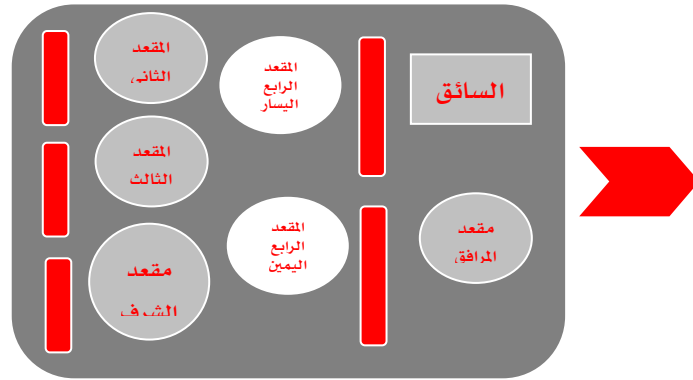 السائق
مقعد
المرافق
المقعد
الرابع
اليسار
المقعد
الرابع
اليمين
المقعد
الثاني
المقعد
الثالث
مقعد
الشرف